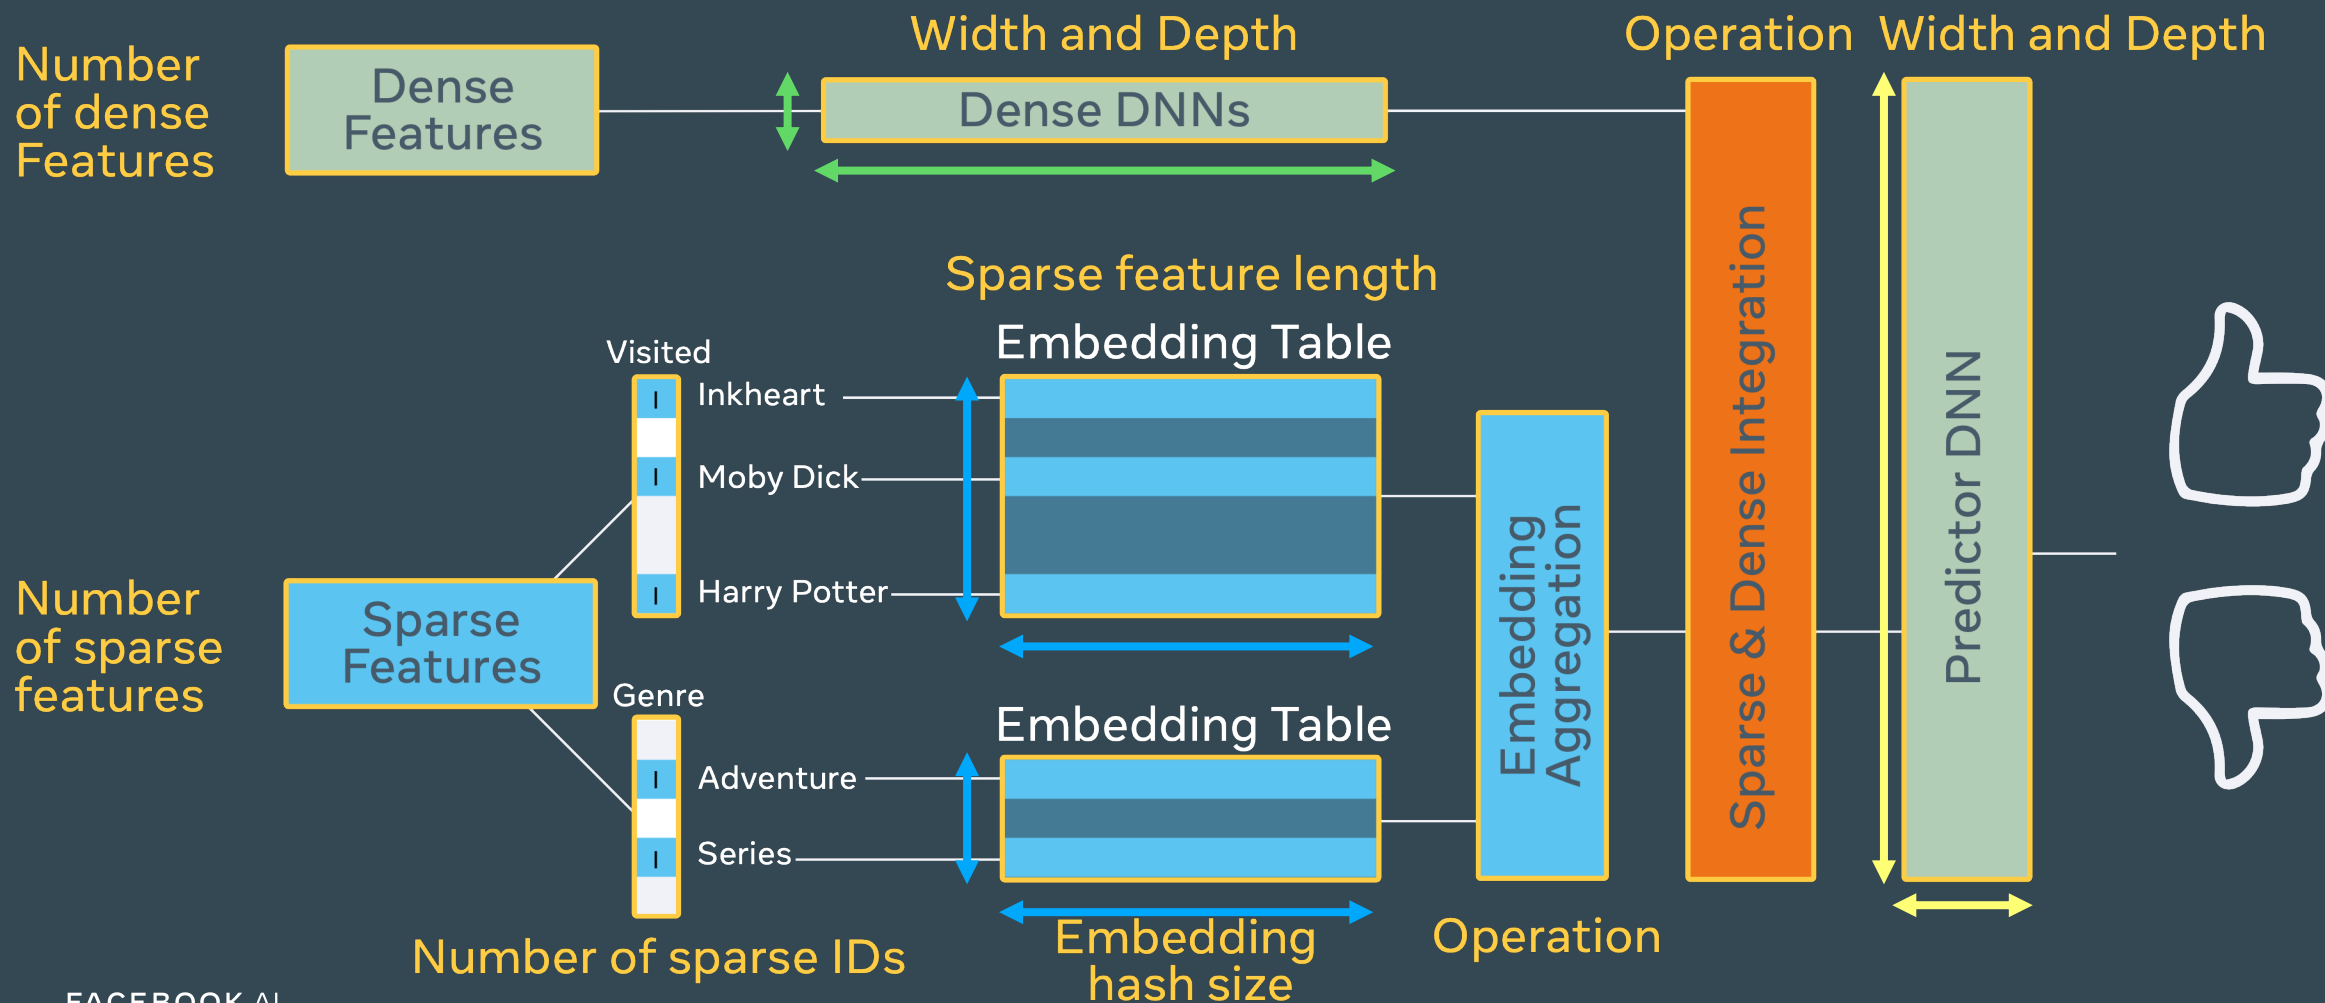 Width and Depth
Operation
Width and Depth
Number
of dense
Features
Dense
Features
Dense DNNs
Sparse feature length
Embedding Table
Visited
I
Inkheart
I
Moby Dick
I
Harry Potter
Number
of sparse
features
Sparse
Features
Genre
Embedding Table
I
Adventure
I
Series
Embedding
Aggregation
Sparse & Dense Integration
Predictor DNN
Number of sparse IDs
Embedding
hash size
Operation
FACEBOOK AI